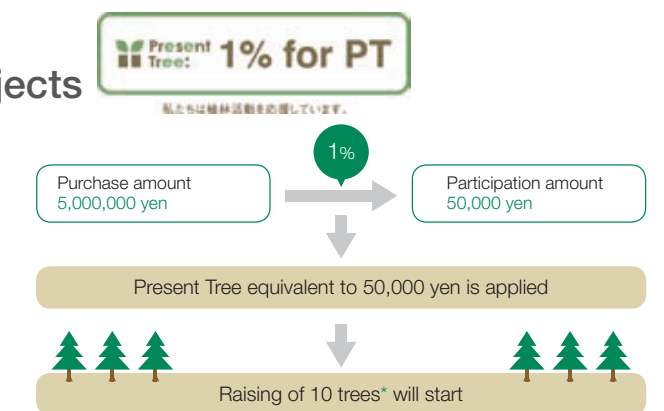 Present
Tree:
1% for PT
jects
私たちは植林活動を応援しています。
1%
Purchase amount
5,000,000 yen
Participation amount
50,000 yen
Present Tree equivalent to 50,000 yen is applied
Raising of 10 trees* will start